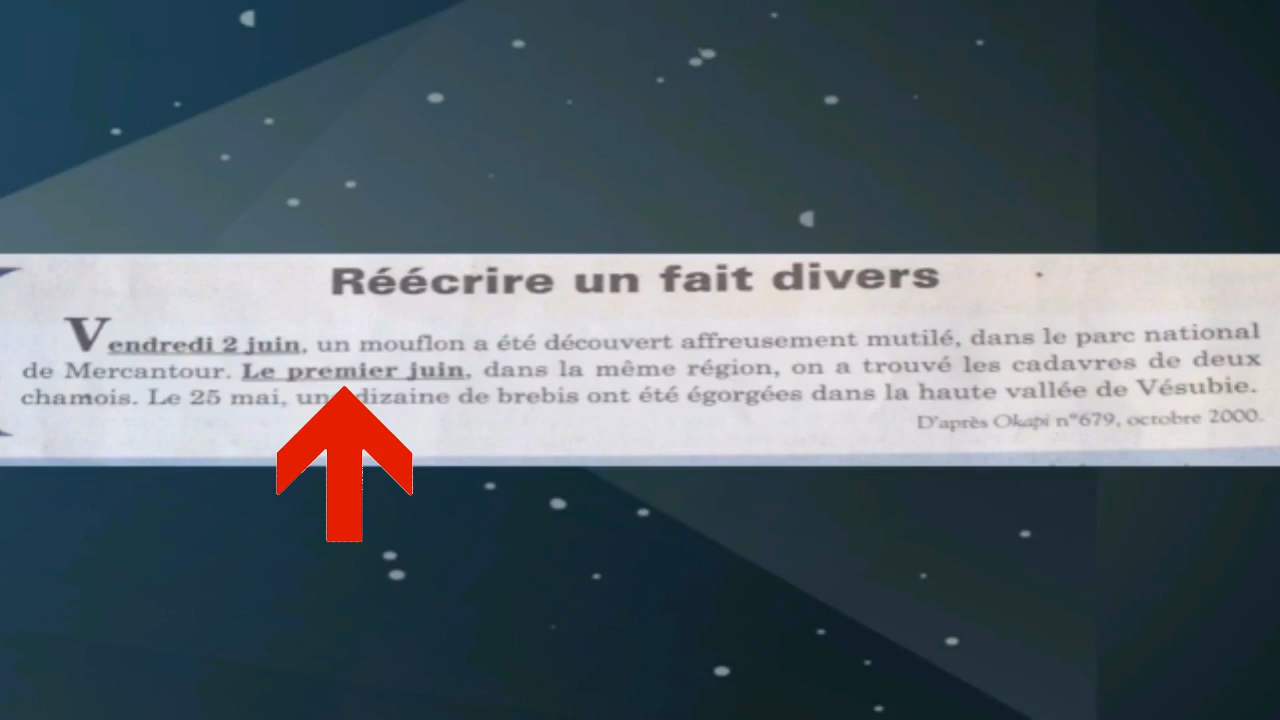 Réécrire un fait divers
Vendredi 2 juin, un mouflon a été découvert affreusement mutilé, dans le parc national
de Mercantour. Le premier juin, dans la même région, on a trouvé les cadavres de deux
chamois. Le 25 mai, une dizaine de brebis ont été égorgées dans la haute vallée de Vésubie.
D'après Okapi n°679, octobre 2000.